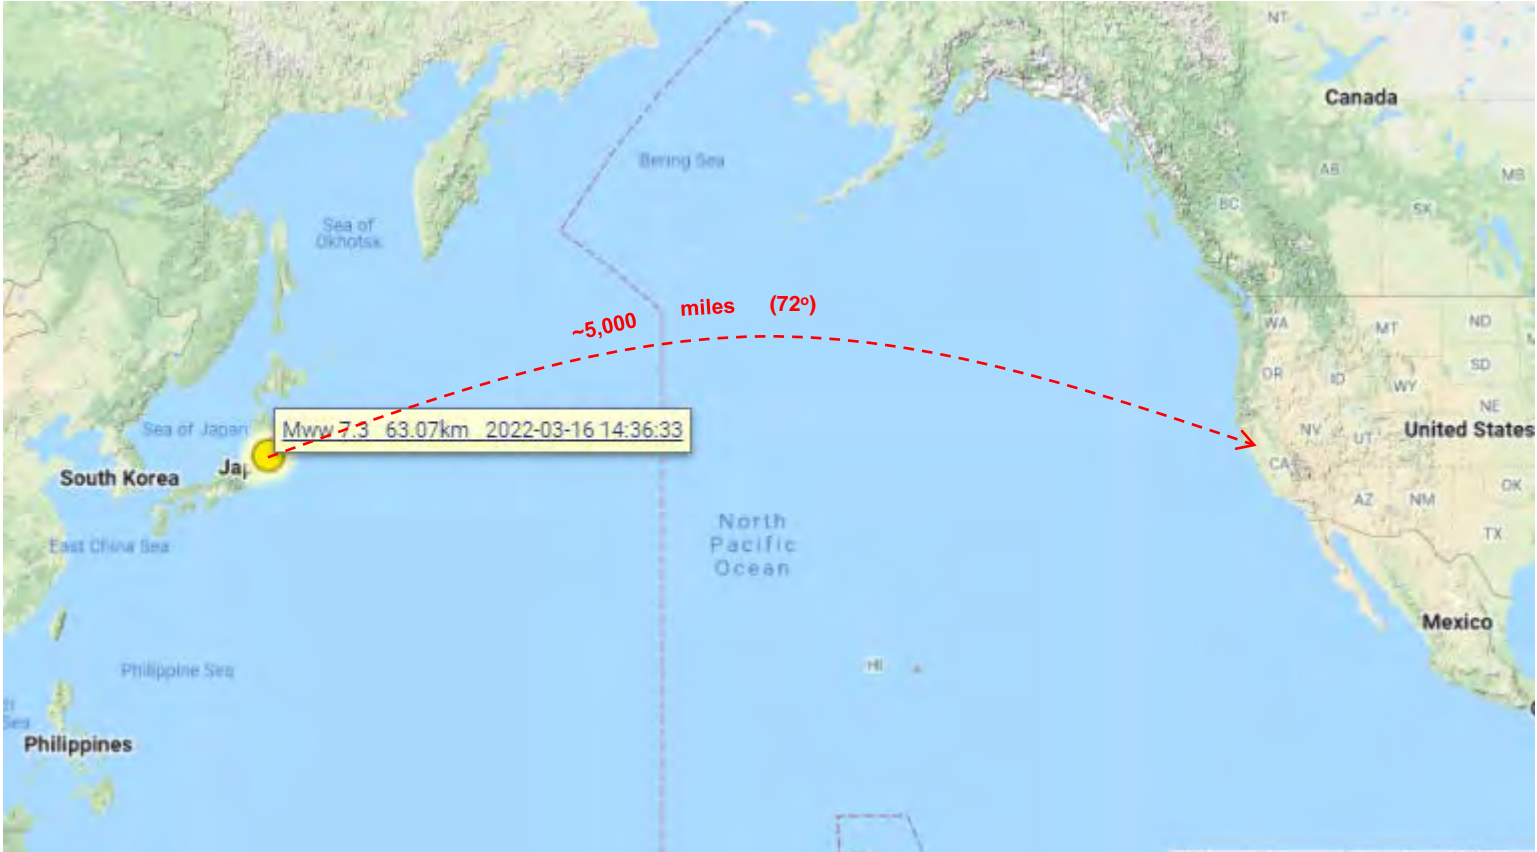 NT
YT
Canada
Bering Sea
AB
MB
BC
SK
Sea of
Okhotsk
~5,000 miles (72º)
WA
MT
ND
OR
ID
WY
SD
NE
Sea of Japan
Mww 7.3 63.07km 2022-03-16 14:36:33
NV
UT
United States
South Korea
Jap
CA
AZ
NM
OK
TX
East China Sea
North
Pacific
Ocean
Mexico
Philippine Sea
HI
Sea
Philippines